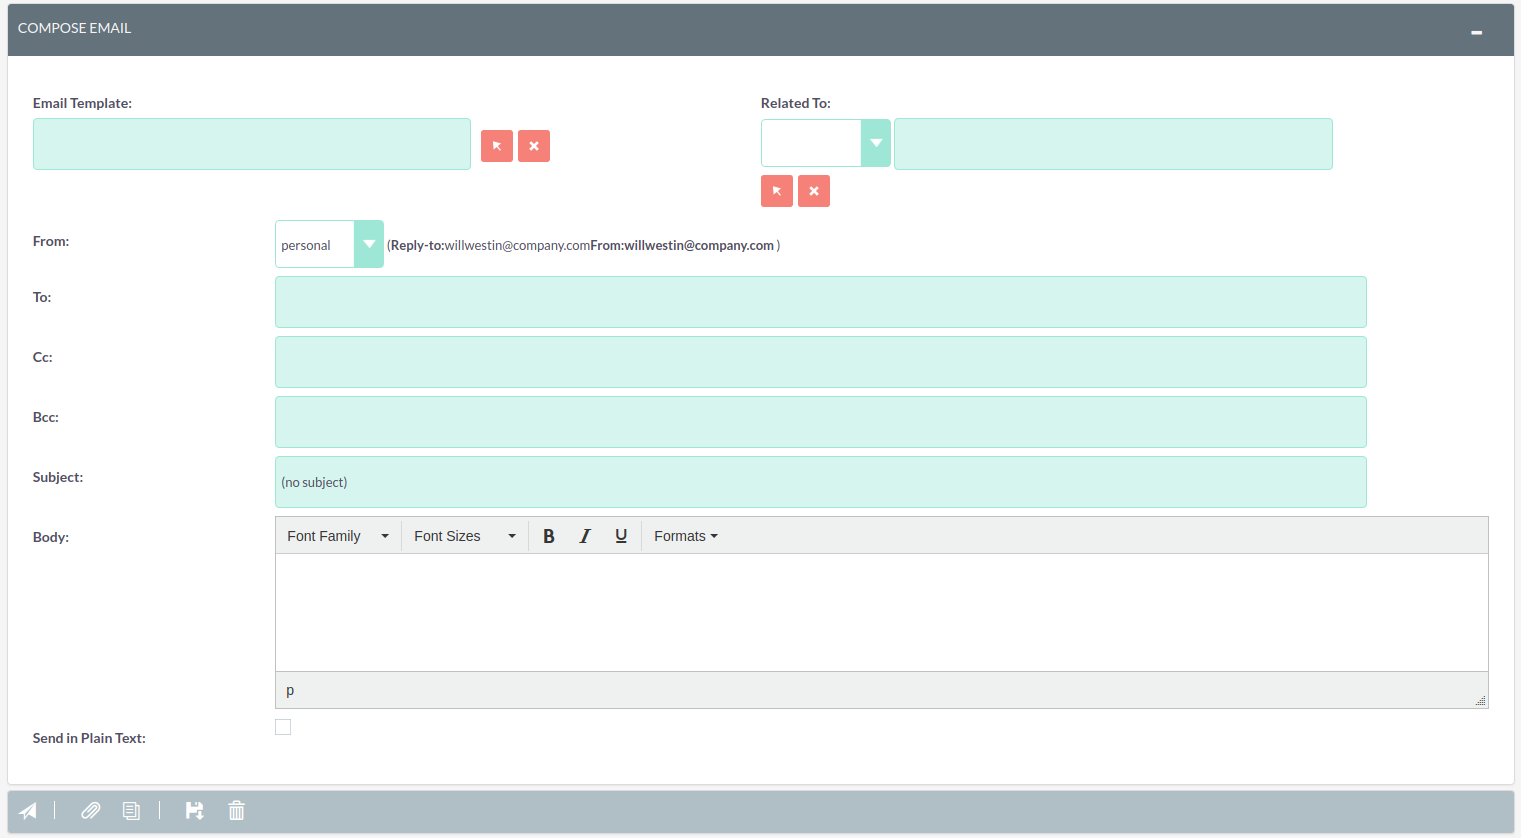 COMPOSE EMAIL
Email Template:
Related To:
From:
personal
(Reply-to:willwestin@company.comFrom:willwestin@company.com )
To:
Cc:
Bcc:
Subject:
(no subject)
Body:
Font Family Font Sizes B I U Formats
p
Send in Plain Text: